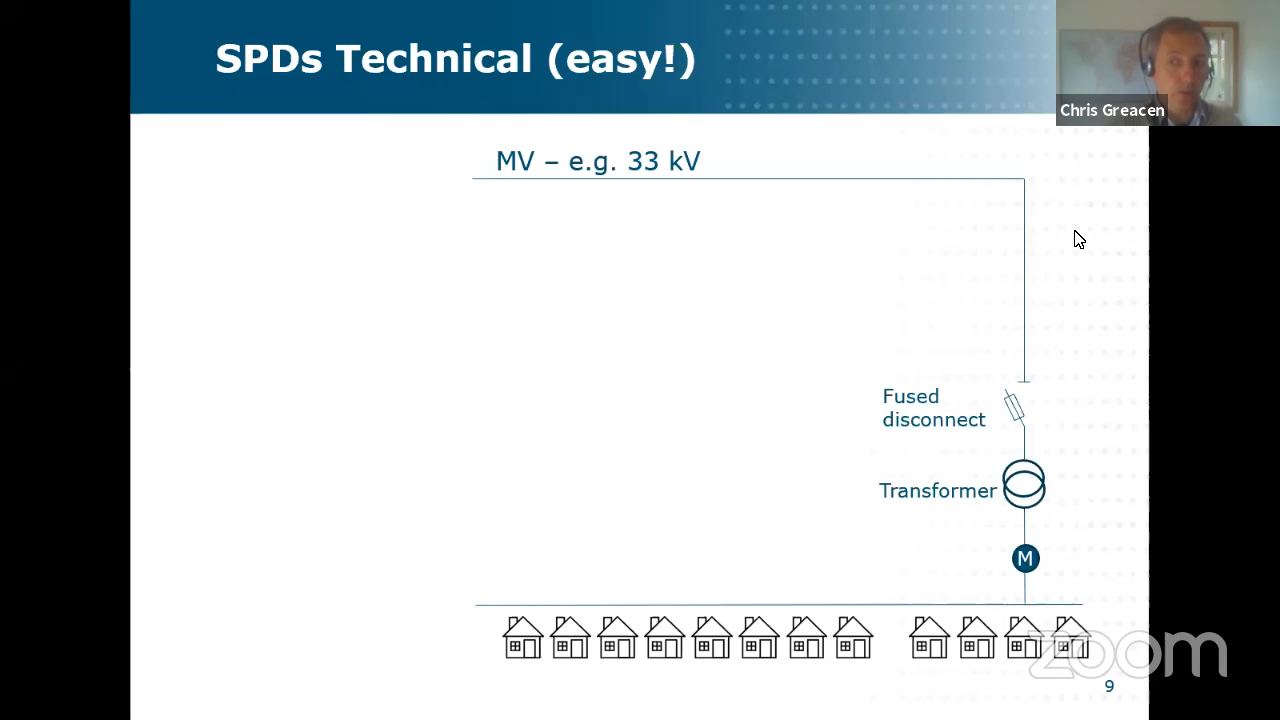 SPDs Technical (easy!)
Chris Greacen
MV – e.g. 33 kV
Fused
disconnect
Transformer
M
zoom
9